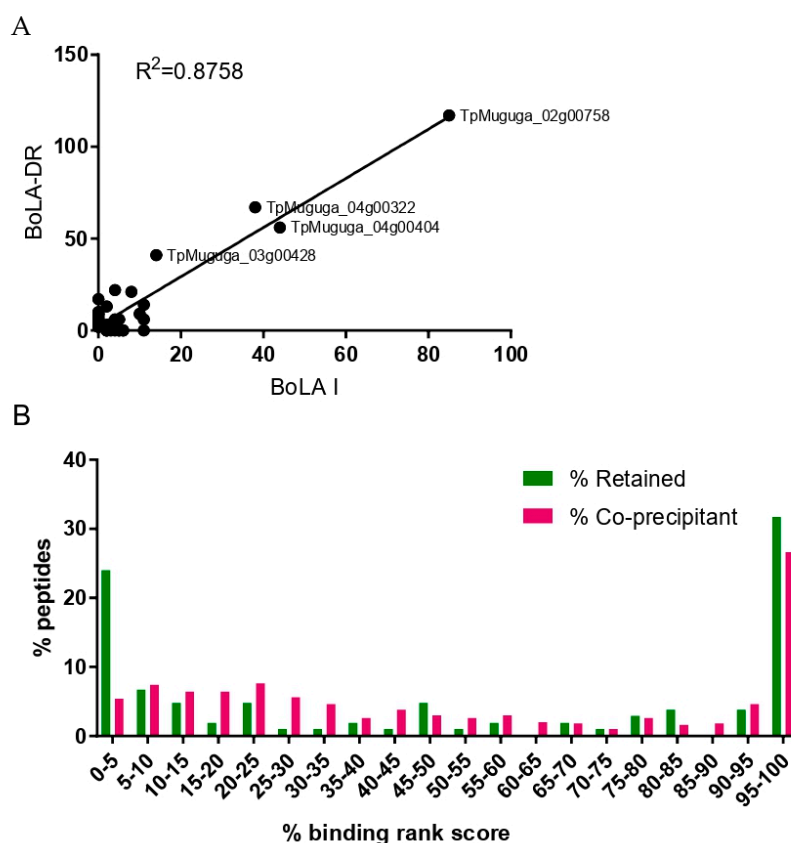 A
150
R²=0.8758
TpMuguga_02g00758
100
BoLA-DR
TpMuguga_04g00322
TpMuguga_04g00404
50
TpMuguga_03g00428
0
0 20 40 60 80 100
BoLA I
B
40
% Retained
% Co-precipitant
30
% peptides
20
10
0
0-5 5-10 10-15 15-20 20-25 25-30 30-35 35-40 40-45 45-50 50-55 55-60 60-65 65-70 70-75 75-80 80-85 85-90 90-95 95-100
% binding rank score